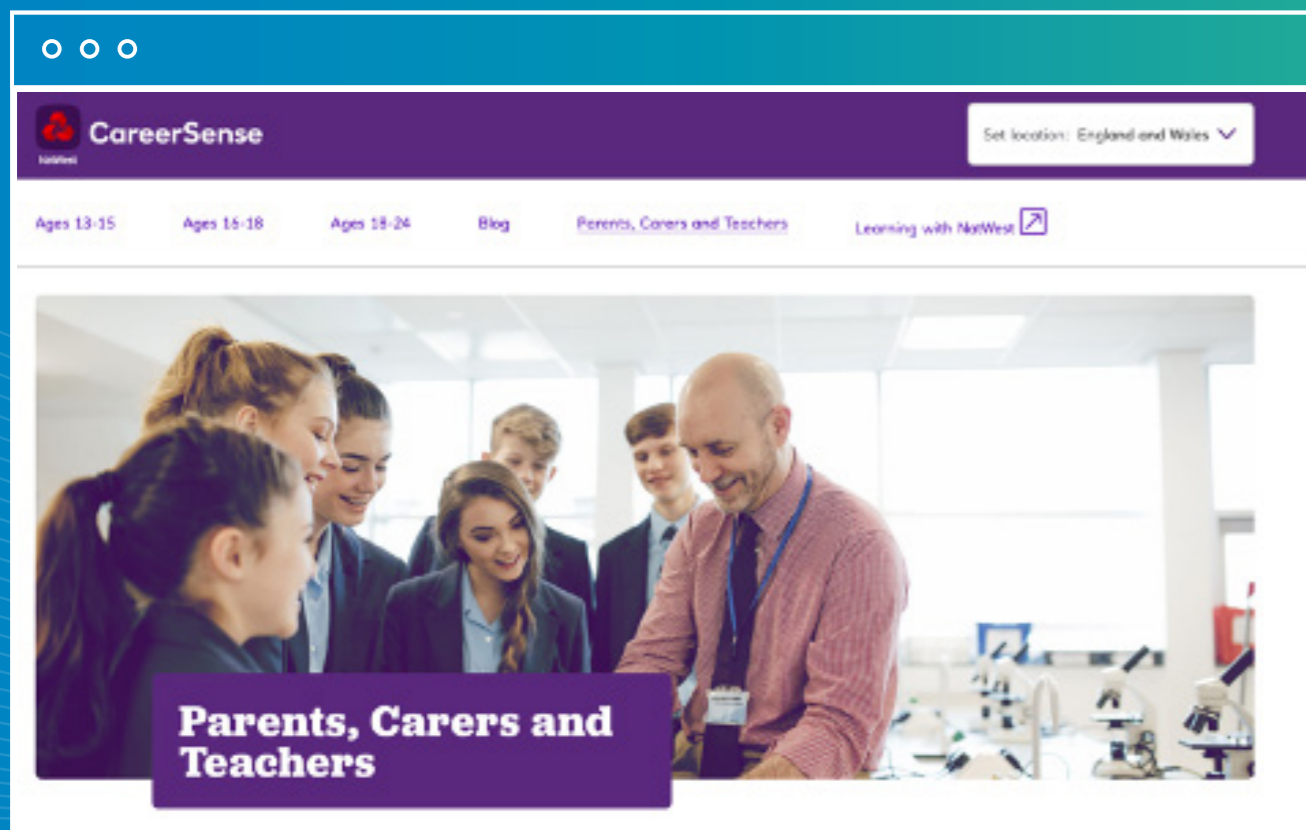 CareerSense
NatWest
Set location: England and Wales
Ages 13-15
Ages 16-18
Ages 18-24
Blog
Parents, Carers and Teachers
Learning with NatWest
Parents, Carers and
Teachers